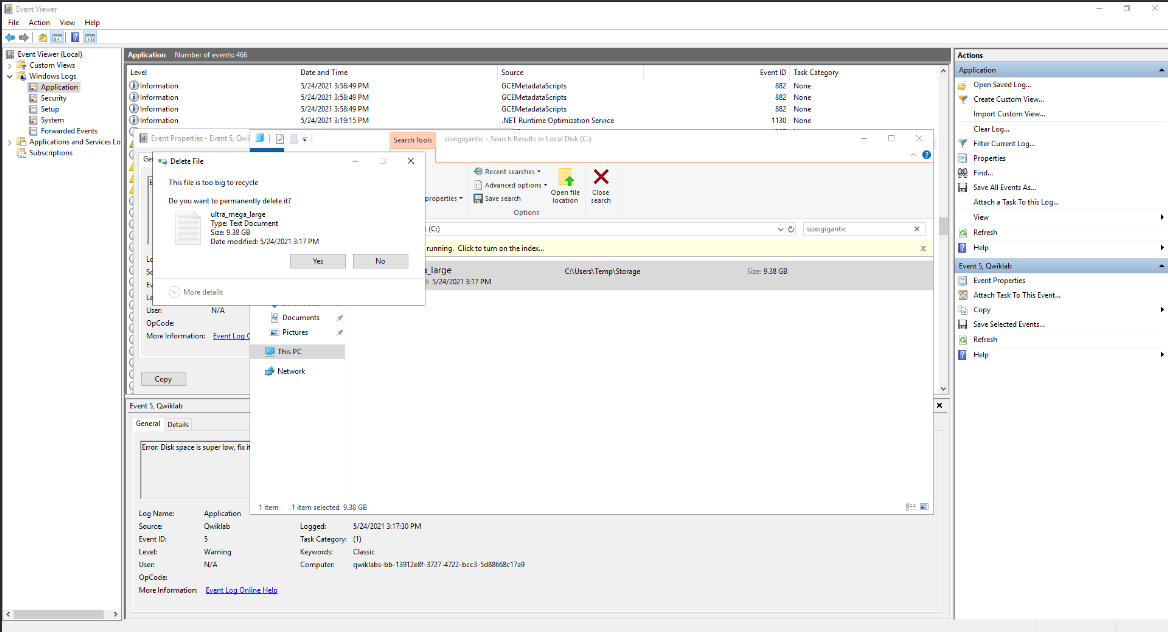 Event Viewer
File Action View Help
Event Viewer (Local)
Custom Views
Windows Logs
Application
Security
Setup
System
Forwarded Events
Applications and Services Lo
Subscriptions
Application Number of events: 466
Level Date and Time Source Event ID Task Category
Information 5/24/2021 3:58:49 PM GCEMetadataScripts 882 None
Information 5/24/2021 3:58:49 PM GCEMetadataScripts 882 None
Information 5/24/2021 3:58:49 PM GCEMetadataScripts 882 None
Information 5/24/2021 3:19:15 PM .NET Runtime Optimization Service 1130 None
Event Properties - Event 5, Qwi
Search Tools size:gigantic - Search Results in Local Disk (C:)
Recent searches
Advanced options
Save search
properties
Open file location
Close search
Options
k (C:)
size:gigantic
running. Click to turn on the index...
a_large
5/24/2021 3:17 PM
C:\Users\Temp\Storage
Size: 9.38 GB
Delete File
This file is too big to recycle
Do you want to permanently delete it?
ultra_mega_large
Type: Text Document
Size: 9.38 GB
Date modified: 5/24/2021 3:17 PM
Yes No
More details
User: N/A
OpCode:
More Information: Event Log O
Copy
Documents
Pictures
This PC
Network
1 item 1 item selected 9.38 GB
Event 5, Qwiklab
General Details
Error: Disk space is super low, fix it
Log Name: Application
Source: Qwiklab Logged: 5/24/2021 3:17:30 PM
Event ID: 5 Task Category: (1)
Level: Warning Keywords: Classic
User: N/A Computer: qwiklabs-bb-13912e8f-3727-4722-bcc3-5d88668c17a9
OpCode:
More Information: Event Log Online Help
Actions
Application
Open Saved Log...
Create Custom View...
Import Custom View...
Clear Log...
Filter Current Log...
Properties
Find...
Save All Events As...
Attach a Task To this Log...
View
Refresh
Help
Event 5, Qwiklab
Event Properties
Attach Task To This Event...
Copy
Save Selected Events...
Refresh
Help